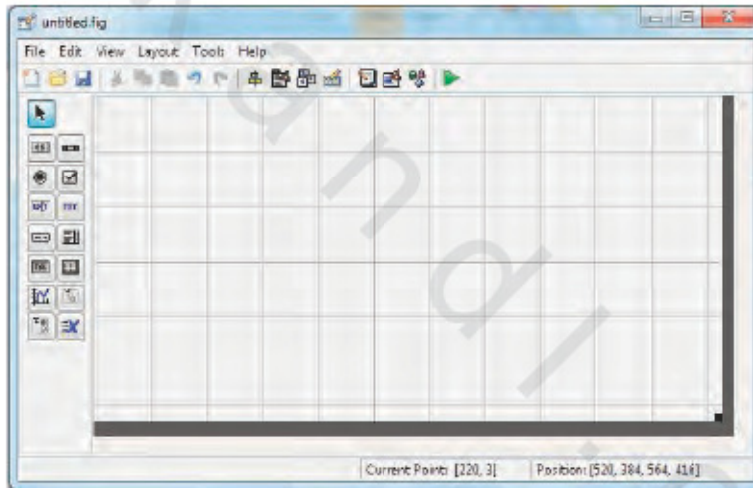 untitled.fig
File Edit View Layout Tools Help
Current Point: [220, 3]
Position: [520, 384, 564, 416]